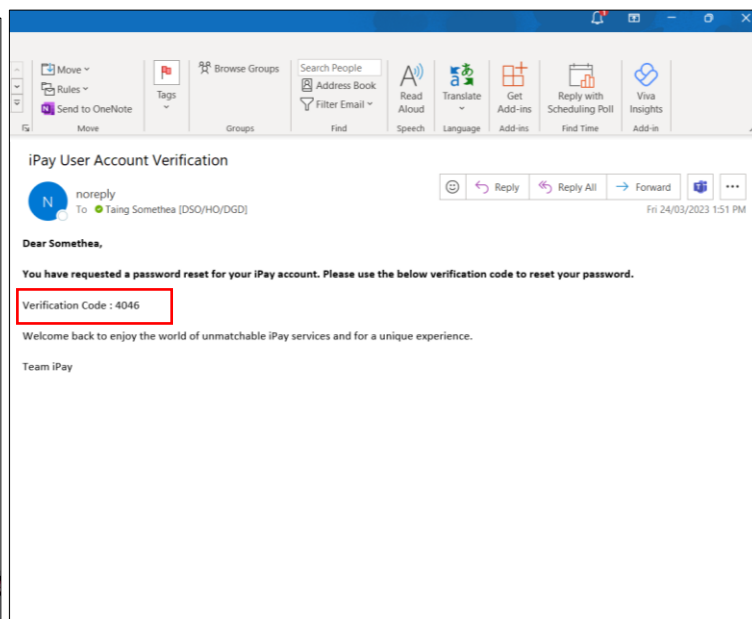 Move
Rules
Send to OneNote
Move
Tags
Browse Groups
Groups
Search People
Address Book
Filter Email
Find
Read
Aloud
Speech
Translate
Language
Get
Add-ins
Add-ins
Reply with
Scheduling Poll
Find Time
Viva
Insights
Add-in
iPay User Account Verification
N
noreply
To Taing Somethea [DSO/HO/DGD]
Reply
Reply All
Forward
Fri 24/03/2023 1:51 PM
Dear Somethea,
You have requested a password reset for your iPay account. Please use the below verification code to reset your password.
Verification Code : 4046
Welcome back to enjoy the world of unmatchable iPay services and for a unique experience.
Team iPay